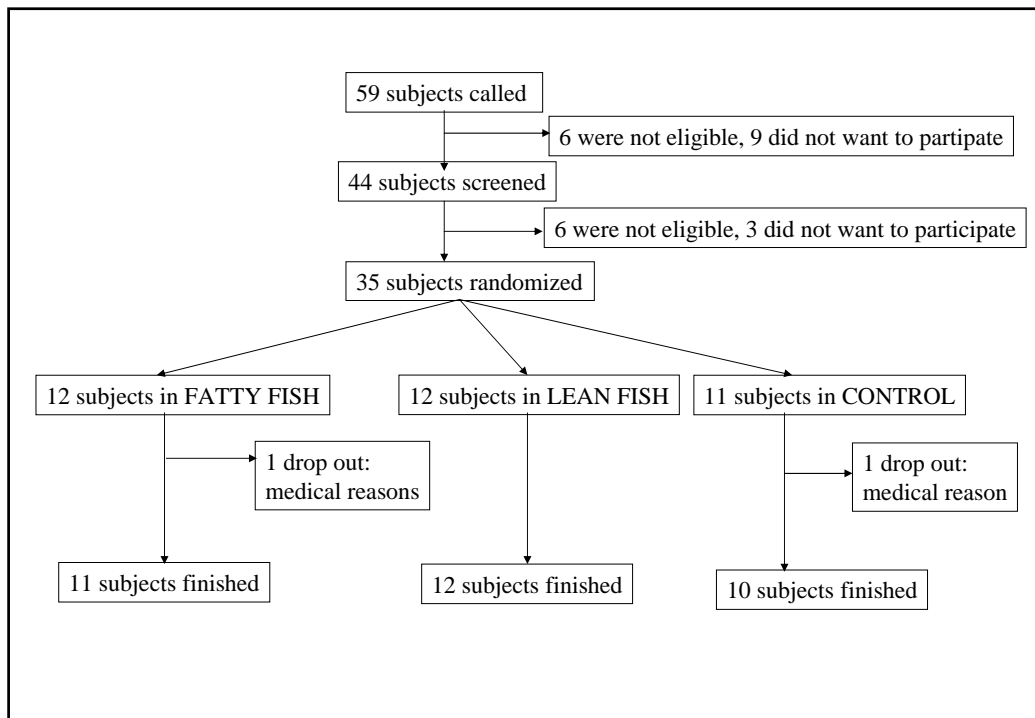 59 subjects called
6 were not eligible, 9 did not want to partipate
44 subjects screened
6 were not eligible, 3 did not want to participate
35 subjects randomized
12 subjects in FATTY FISH
12 subjects in LEAN FISH
11 subjects in CONTROL
1 drop out:
medical reasons
1 drop out:
medical reason
11 subjects finished
12 subjects finished
10 subjects finished